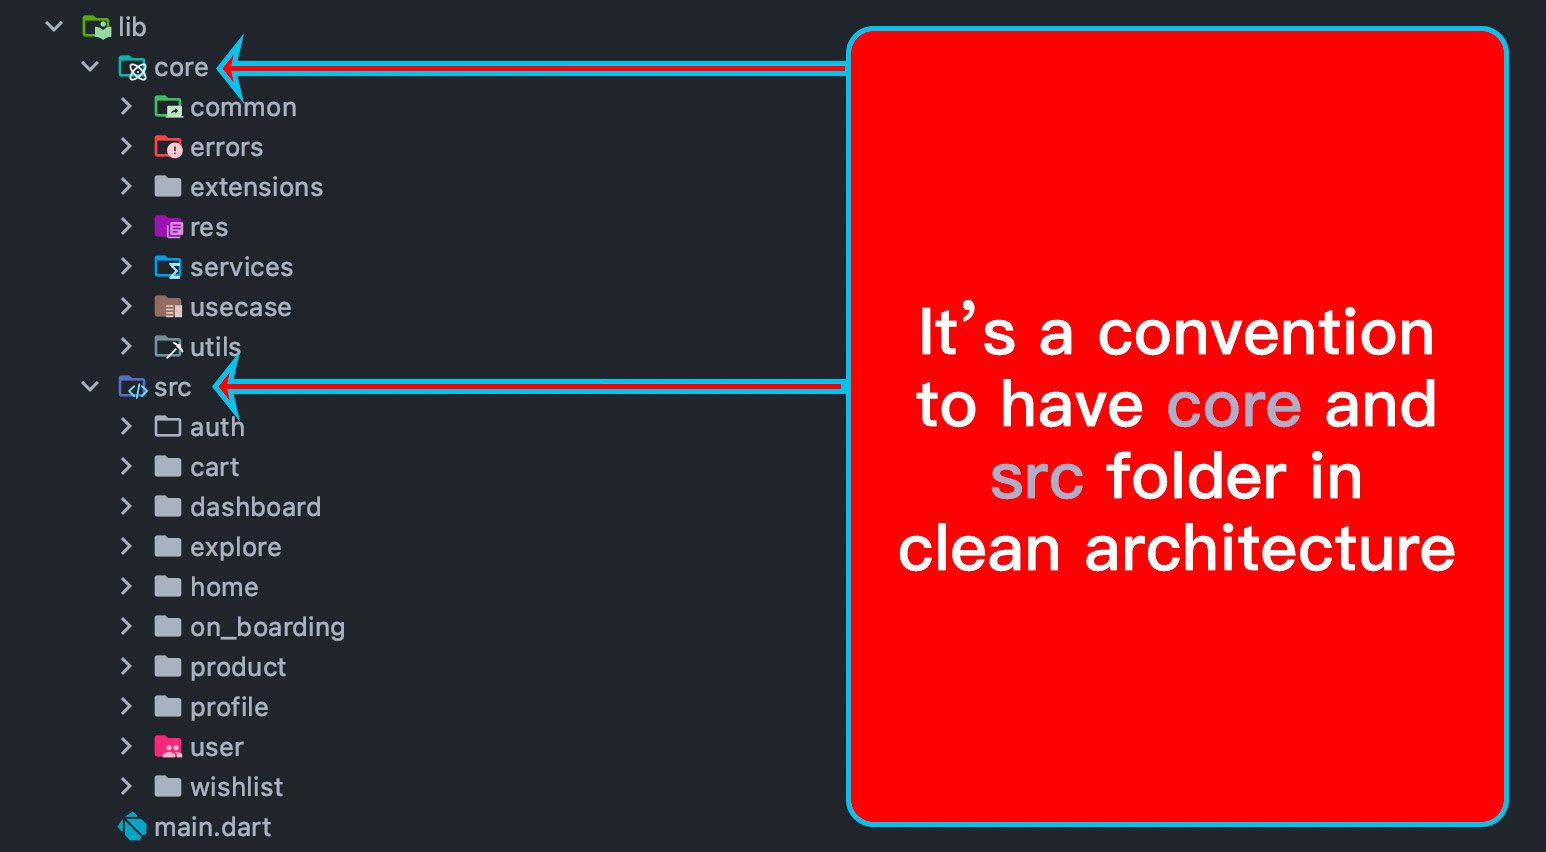 lib
core
common
errors
extensions
res
services
usecase
utils
src
auth
cart
dashboard
explore
home
on_boarding
product
profile
user
wishlist
main.dart
It’s a convention
to have core and
src folder in
clean architecture